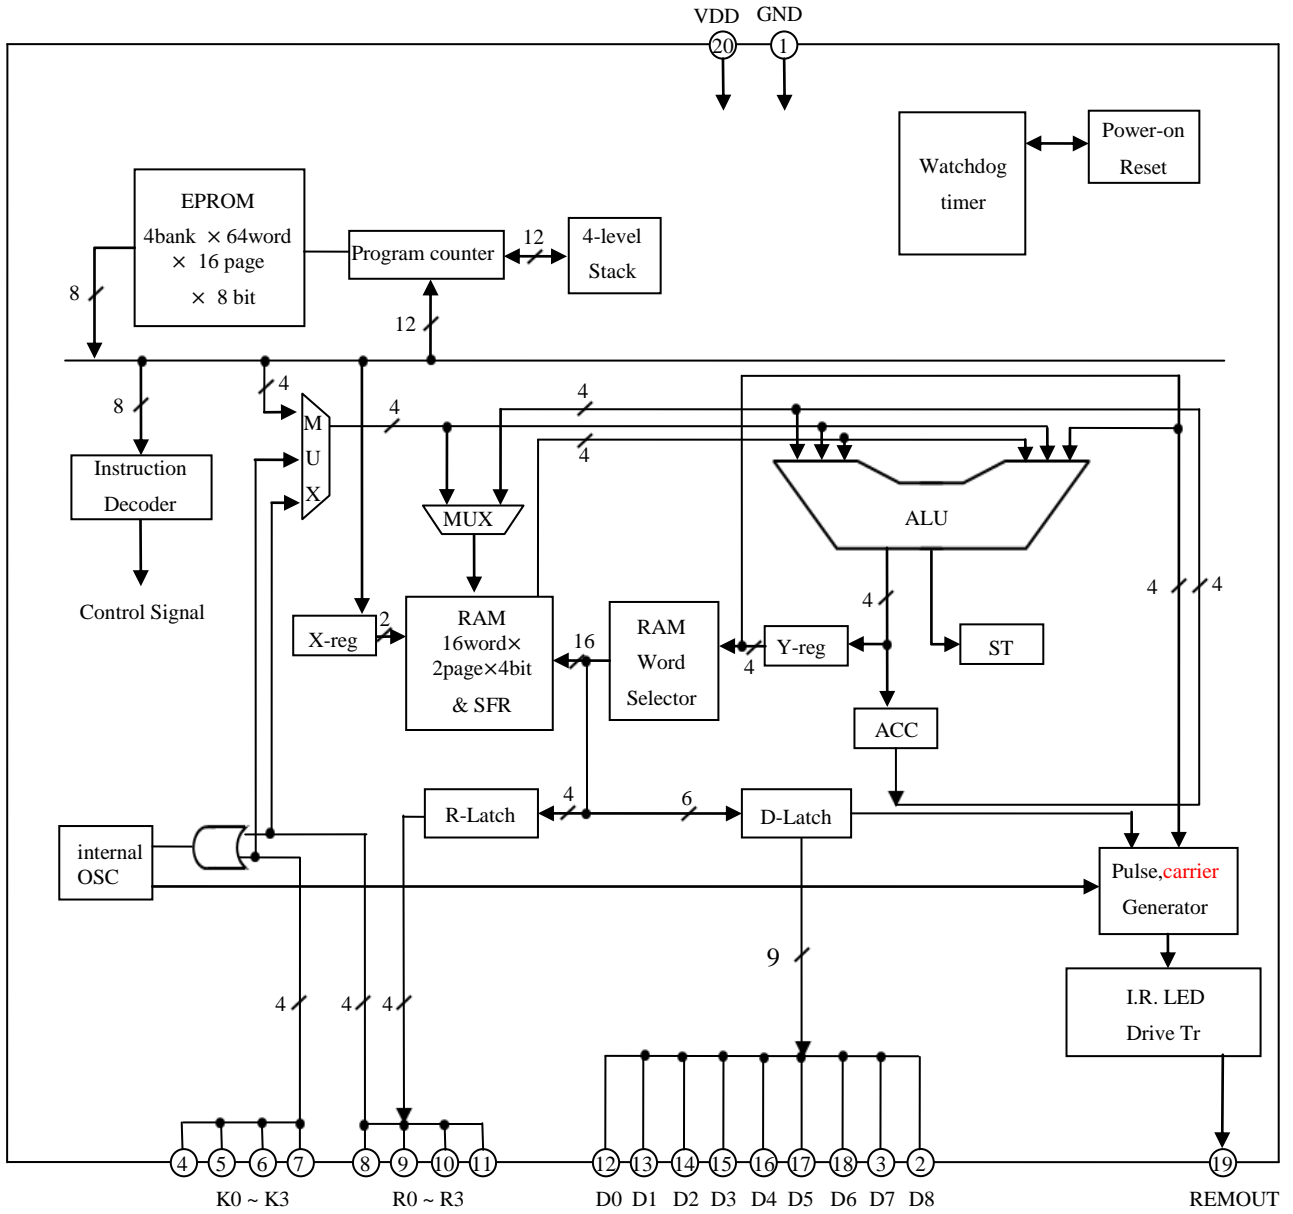 VDD GND
20 1
Watchdog
timer
Power-on
Reset
EPROM
4bank × 64word
× 16 page
× 8 bit
Program counter
12
4-level
Stack
8
12
8
4
4
4
4
M
U
X
Instruction
Decoder
MUX
ALU
Control Signal
4
4
4
X-reg
2
RAM
16word×
2page×4bit
& SFR
16
RAM
Word
Selector
4
Y-reg
ST
ACC
R-Latch
4
6
D-Latch
internal
OSC
Pulse,carrier
Generator
9
4
4
4
I.R. LED
Drive Tr
4 5 6 7 8 9 10 11 12 13 14 15 16 17 18 3 2 19
K0 ~ K3 R0 ~ R3 D0 D1 D2 D3 D4 D5 D6 D7 D8 REMOUT